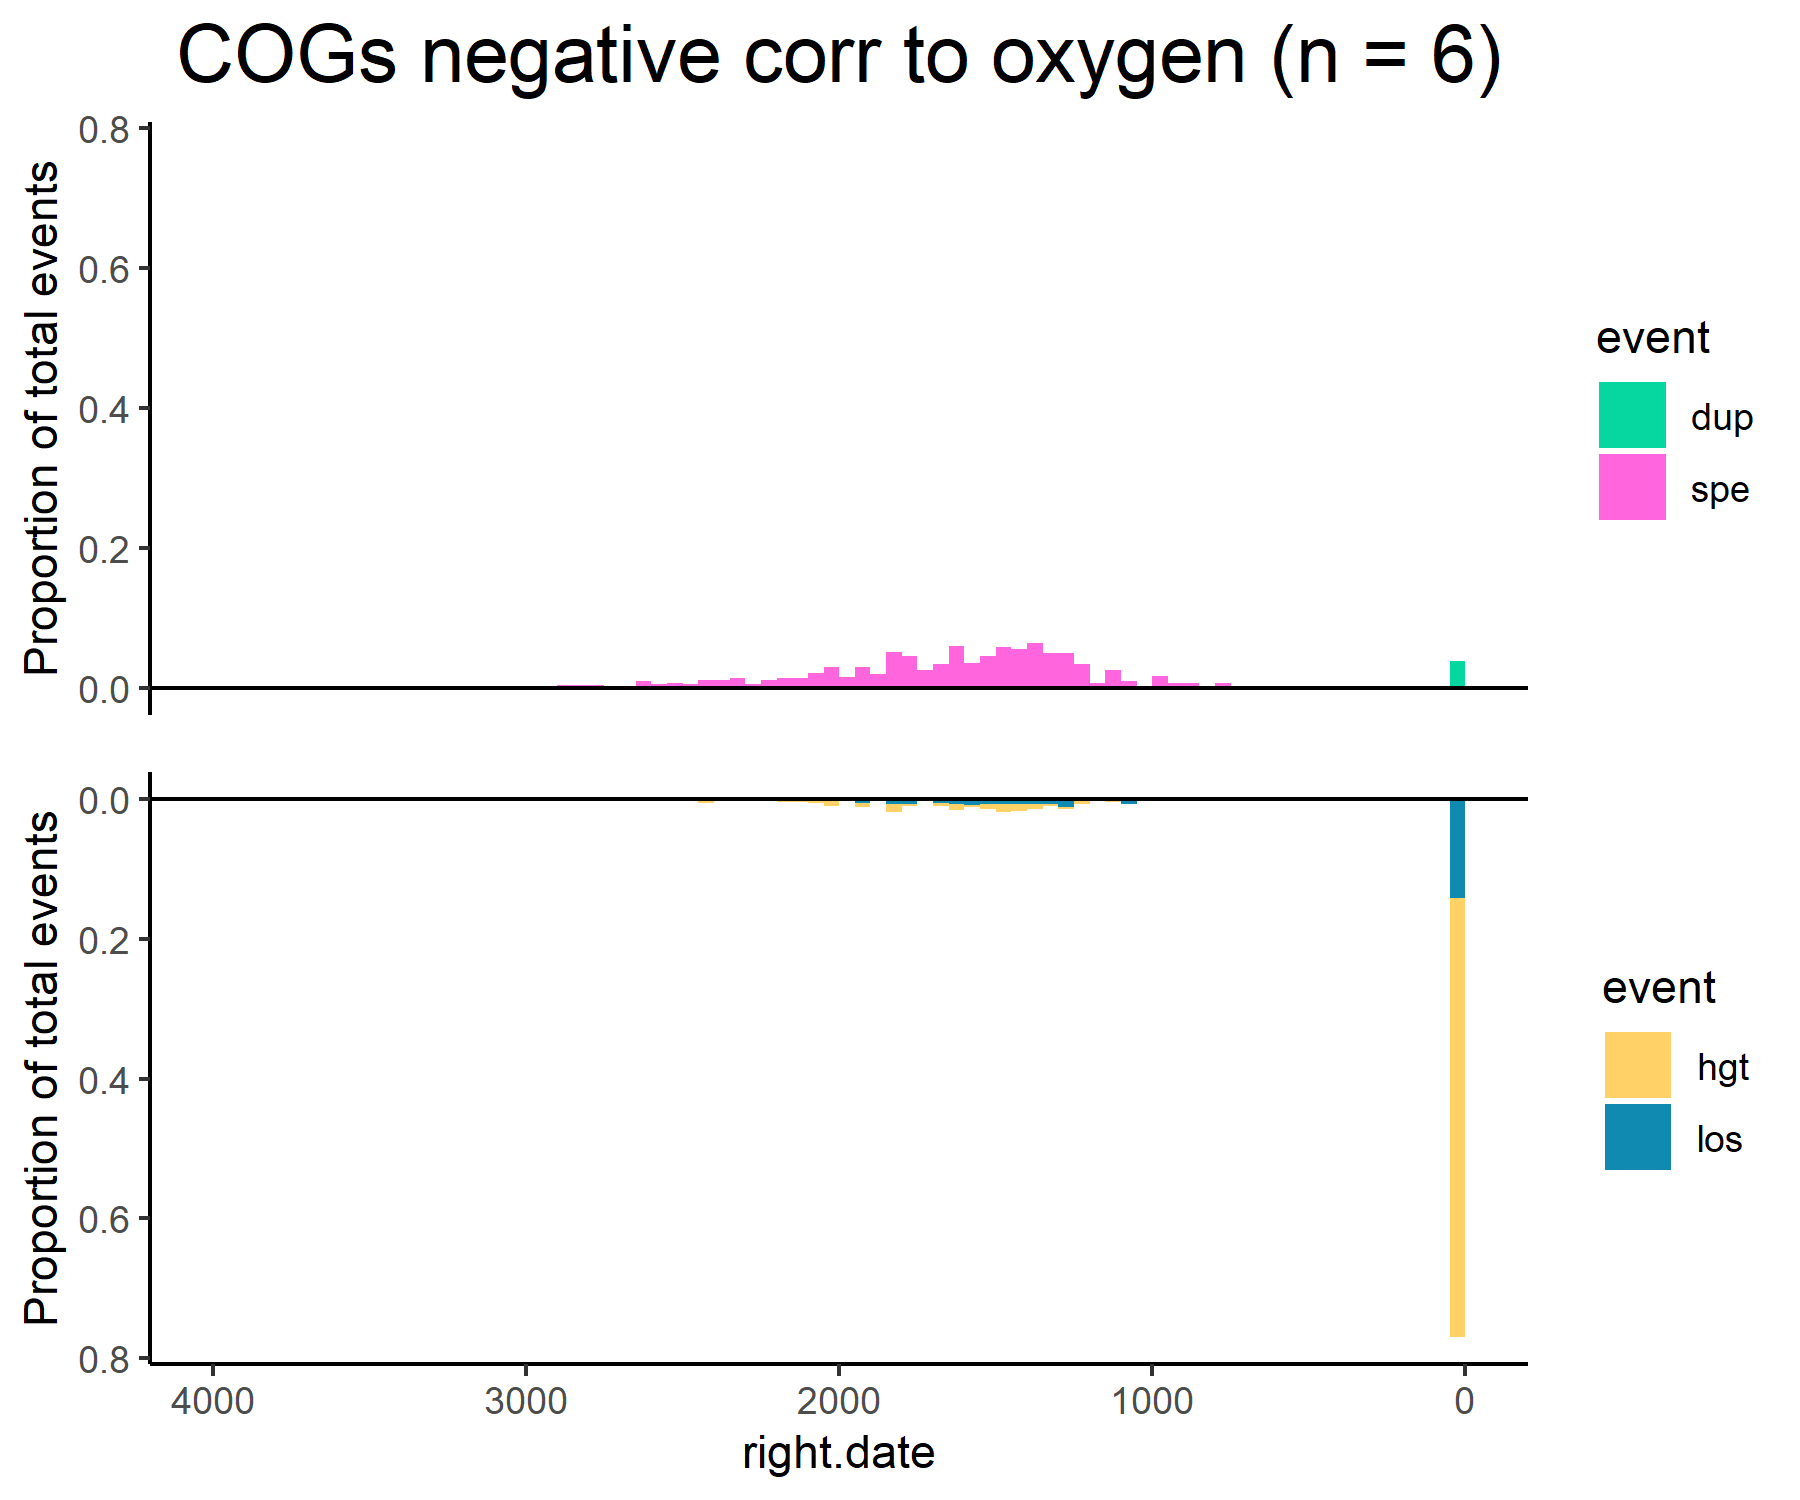 COGs negative corr to oxygen (n = 6)
Proportion of total events
0.8
0.6
0.4
0.2
0.0
event
dup
spe
Proportion of total events
0.0
0.2
0.4
0.6
0.8
event
hgt
los
4000 3000 2000 1000 0
right.date